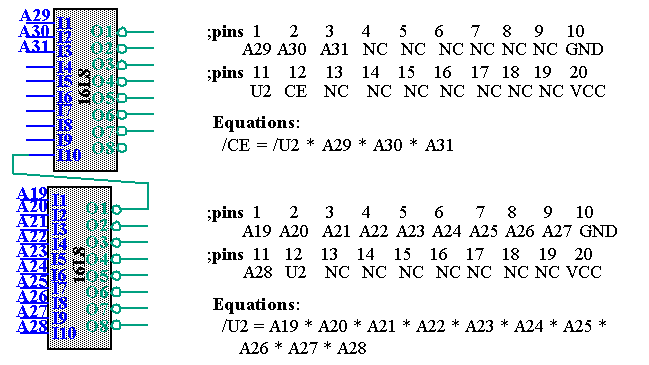 A29 I1
A30 I2
A31 I3
I4
I5
I6
I7
I8
I9
I10
16L8
O1
O2
O3
O4
O5
O6
O7
O8
;pins 1 2 3 4 5 6 7 8 9 10
A29 A30 A31 NC NC NC NC NC NC GND
;pins 11 12 13 14 15 16 17 18 19 20
U2 CE NC NC NC NC NC NC NC VCC
Equations:
/CE = /U2 * A29 * A30 * A31
A19 I1
A20 I2
A21 I3
A22 I4
A23 I5
A24 I6
A25 I7
A26 I8
A27 I9
A28 I10
16L8
O1
O2
O3
O4
O5
O6
O7
O8
;pins 1 2 3 4 5 6 7 8 9 10
A19 A20 A21 A22 A23 A24 A25 A26 A27 GND
;pins 11 12 13 14 15 16 17 18 19 20
A28 U2 NC NC NC NC NC NC NC VCC
Equations:
/U2 = A19 * A20 * A21 * A22 * A23 * A24 * A25 *
A26 * A27 * A28